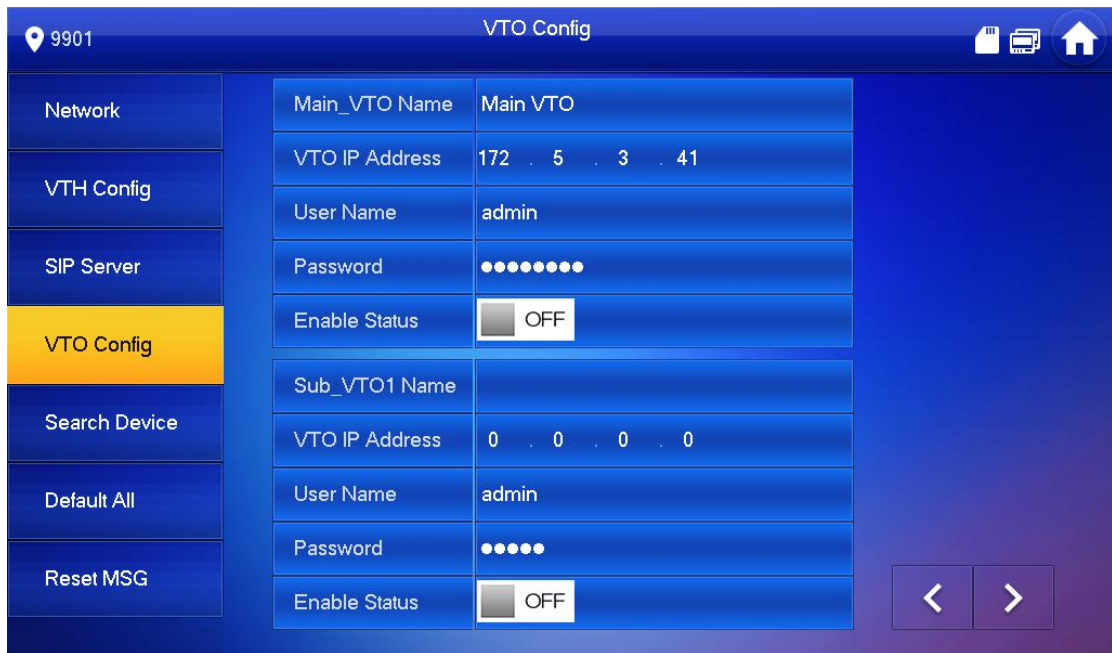 9901
VTO Config
Network
VTH Config
SIP Server
VTO Config
Search Device
Default All
Reset MSG
Main_VTO Name Main VTO
VTO IP Address 172 . 5 . 3 . 41
User Name admin
Password ●●●●●●●●
Enable Status OFF
Sub_VTO1 Name
VTO IP Address 0 . 0 . 0 . 0
User Name admin
Password ●●●●●
Enable Status OFF